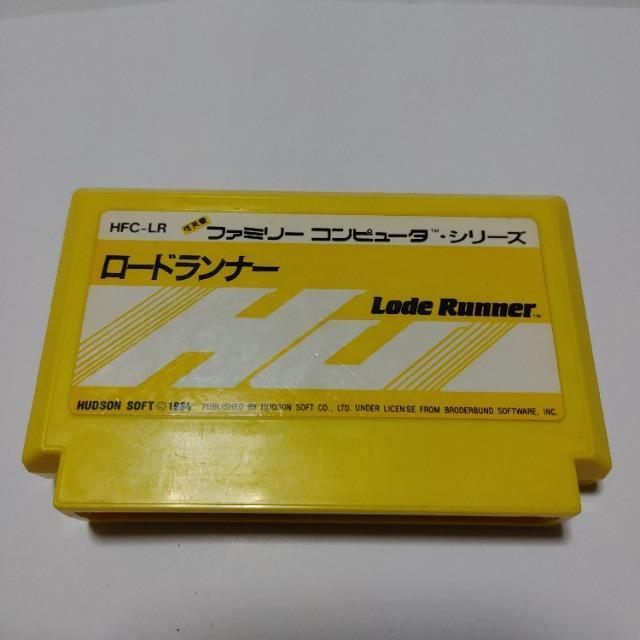 HFC-LR 任天堂 ファミリー コンピュータ™・シリーズ
ロードランナー
Lode Runner™
HU
HUDSON SOFT © 1984 PUBLISHED BY HUDSON SOFT CO., LTD. UNDER LICENSE FROM BRODERBUND SOFTWARE, INC.